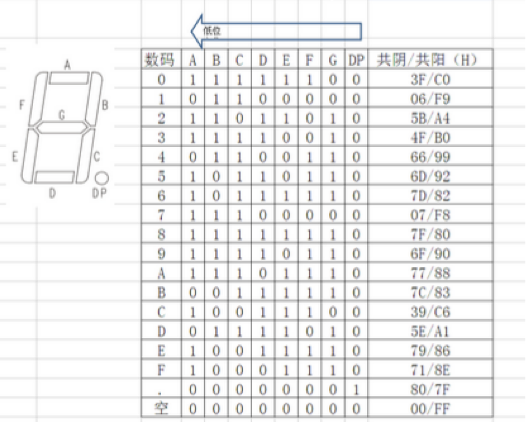 低位
A
F
B
G
E
C
D
DP
数码 A B C D E F G DP 共阴/共阳（H）
0 1 1 1 1 1 1 0 0 3F/C0
1 0 1 1 0 0 0 0 0 06/F9
2 1 1 0 1 1 0 1 0 5B/A4
3 1 1 1 1 0 0 1 0 4F/B0
4 0 1 1 0 0 1 1 0 66/99
5 1 0 1 1 0 1 1 0 6D/92
6 1 0 1 1 1 1 1 0 7D/82
7 1 1 1 0 0 0 0 0 07/F8
8 1 1 1 1 1 1 1 0 7F/80
9 1 1 1 1 0 1 1 0 6F/90
A 1 1 1 0 1 1 1 0 77/88
B 0 0 1 1 1 1 1 0 7C/83
C 1 0 0 1 1 1 0 0 39/C6
D 0 1 1 1 1 0 1 0 5E/A1
E 1 0 0 1 1 1 1 0 79/86
F 1 0 0 0 1 1 1 0 71/8E
. 0 0 0 0 0 0 0 1 80/7F
空 0 0 0 0 0 0 0 0 00/FF